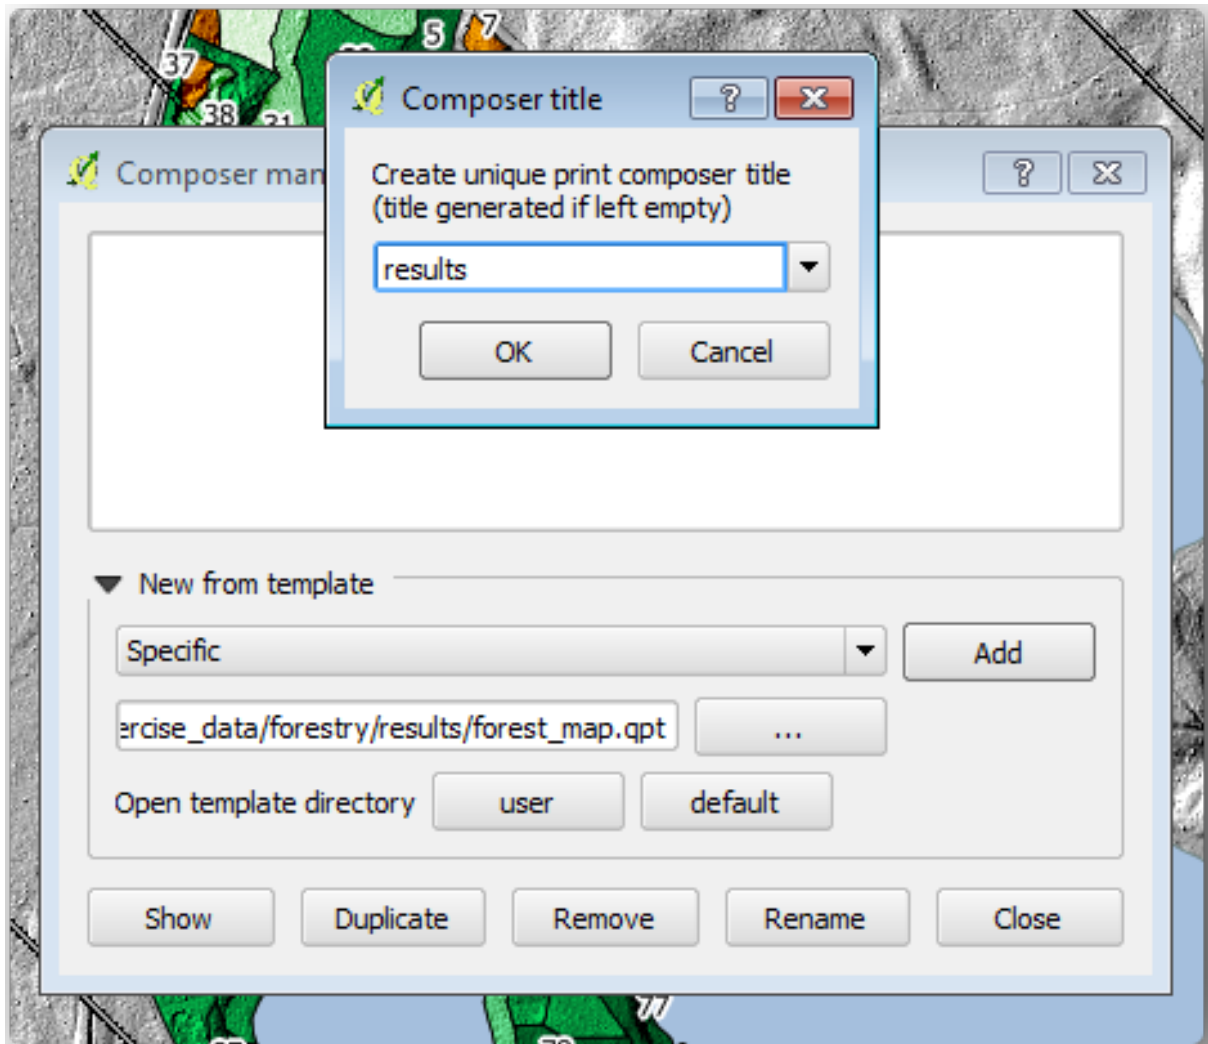 5
7
37
38
Composer title
Create unique print composer title
(title generated if left empty)
results
OK
Cancel
Composer man
New from template
Specific
Add
ercise_data/forestry/results/forest_map.qpt
...
Open template directory
user
default
Show
Duplicate
Remove
Rename
Close